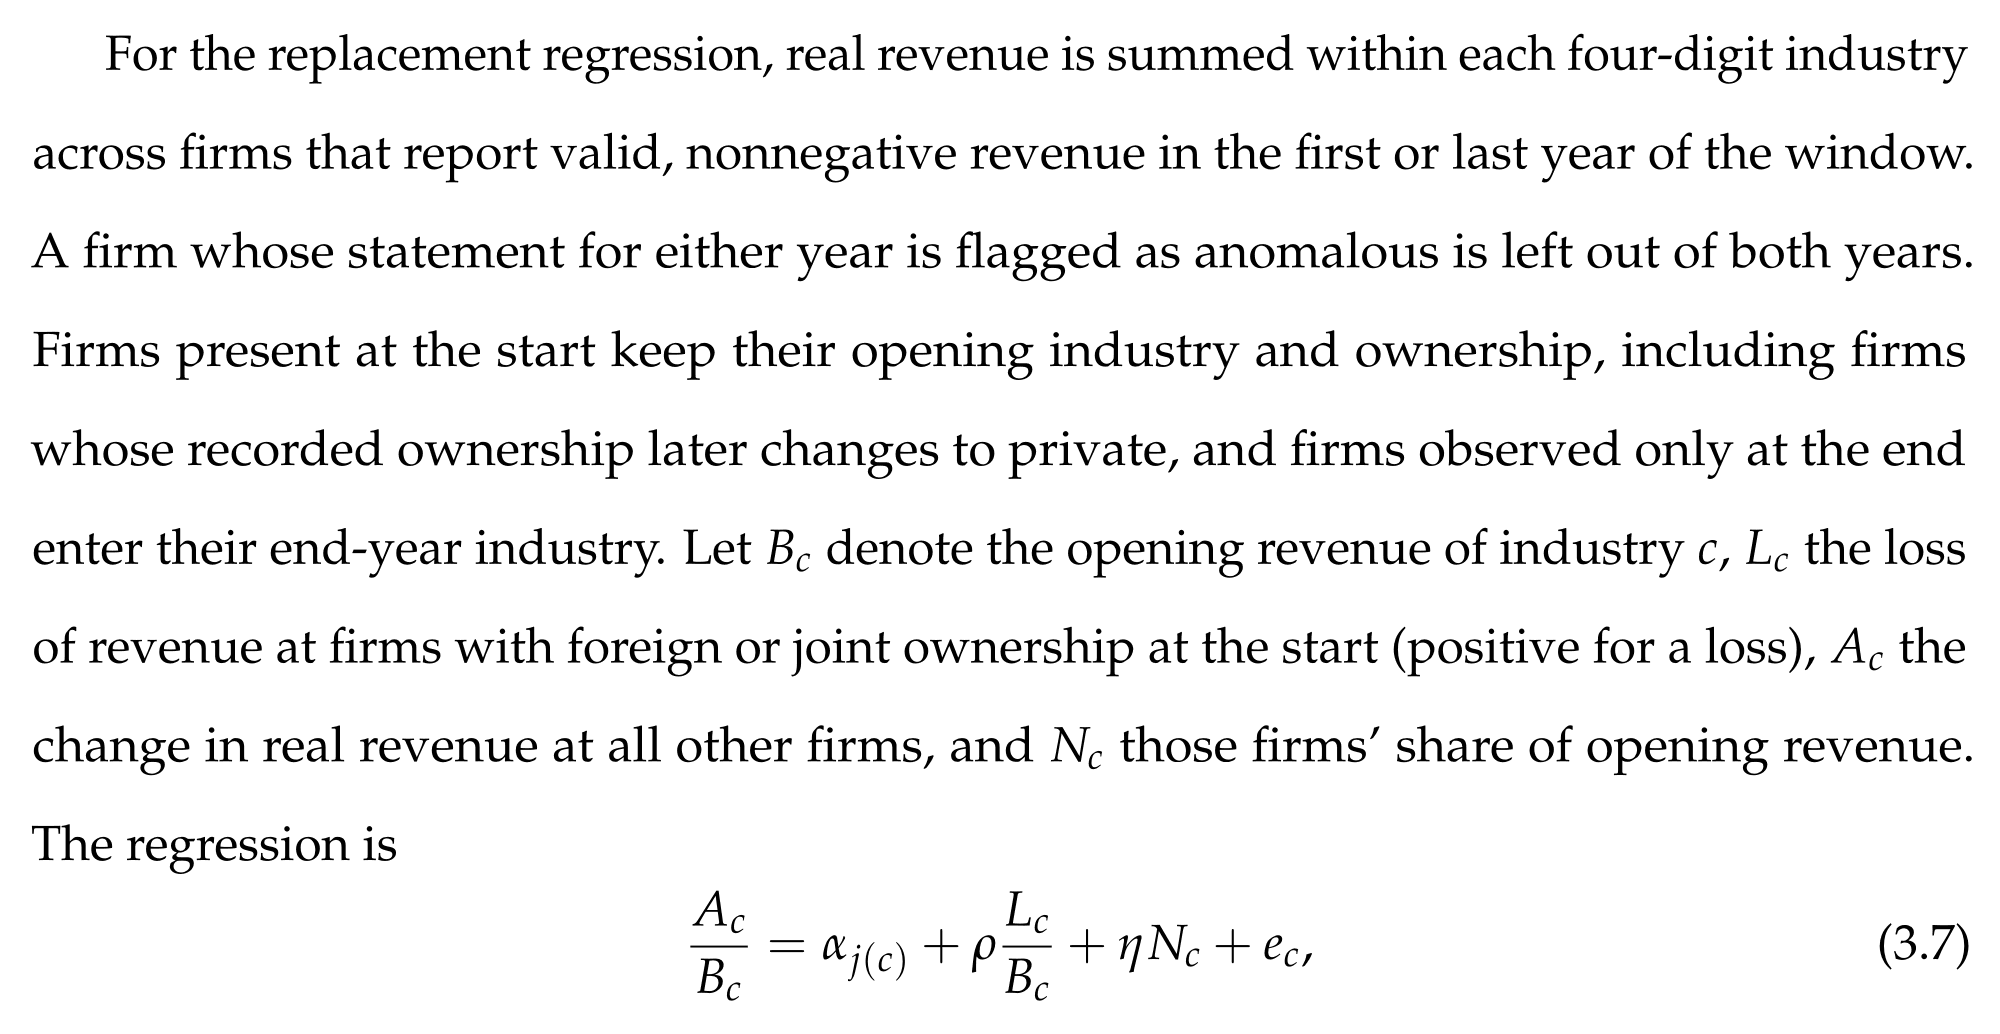 For the replacement regression, real revenue is summed within each four-digit industry
across firms that report valid, nonnegative revenue in the first or last year of the window.
A firm whose statement for either year is flagged as anomalous is left out of both years.
Firms present at the start keep their opening industry and ownership, including firms
whose recorded ownership later changes to private, and firms observed only at the end
enter their end-year industry. Let $B_c$ denote the opening revenue of industry $c$, $L_c$ the loss
of revenue at firms with foreign or joint ownership at the start (positive for a loss), $A_c$ the
change in real revenue at all other firms, and $N_c$ those firms’ share of opening revenue.
The regression is
$\frac{A_c}{B_c} = \alpha_{j(c)} + \rho \frac{L_c}{B_c} + \eta N_c + e_c,$ (3.7)